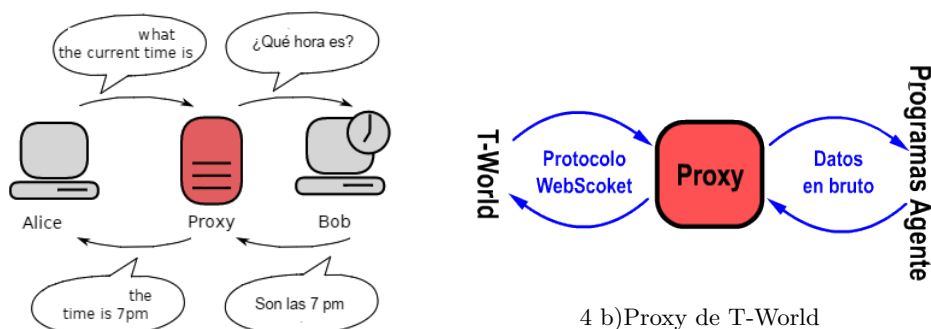 what
the current time is
¿Qué hora es?
Alice
Proxy
Bob
the
time is 7pm
Son las 7 pm
T-World
Protocolo
WebScoket
Proxy
Datos
en bruto
Programas Agente
4 b)Proxy de T-World